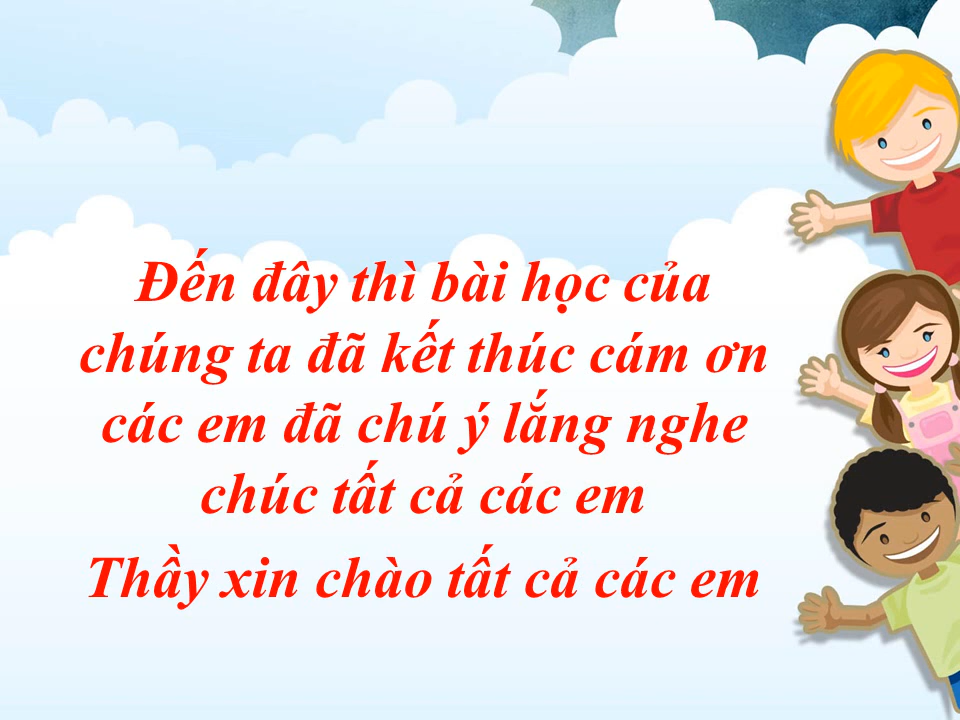 Đến đây thì bài học của
chúng ta đã kết thúc cám ơn
các em đã chú ý lắng nghe
chúc tất cả các em
Thầy xin chào tất cả các em